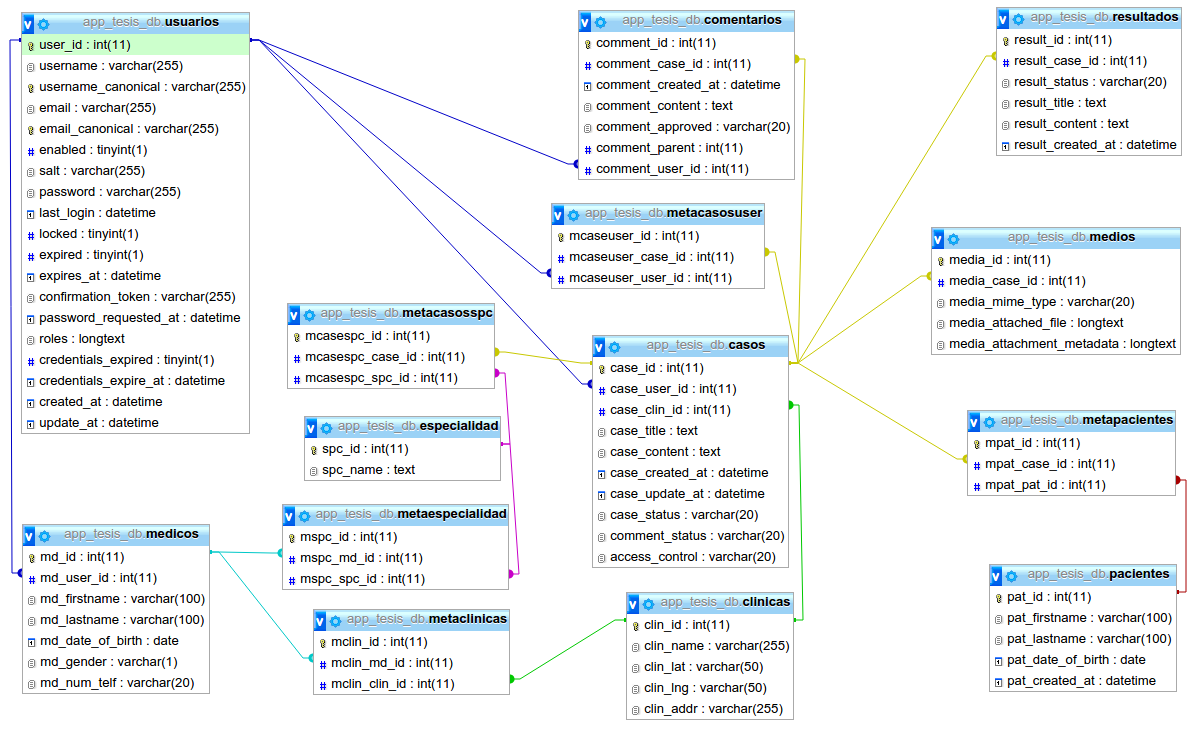 app_tesis_db.usuarios
user_id : int(11)
username : varchar(255)
username_canonical : varchar(255)
email : varchar(255)
email_canonical : varchar(255)
enabled : tinyint(1)
salt : varchar(255)
password : varchar(255)
last_login : datetime
locked : tinyint(1)
expired : tinyint(1)
expires_at : datetime
confirmation_token : varchar(255)
password_requested_at : datetime
roles : longtext
credentials_expired : tinyint(1)
credentials_expire_at : datetime
created_at : datetime
update_at : datetime
app_tesis_db.comentarios
comment_id : int(11)
comment_case_id : int(11)
comment_created_at : datetime
comment_content : text
comment_approved : varchar(20)
comment_parent : int(11)
comment_user_id : int(11)
app_tesis_db.resultados
result_id : int(11)
result_case_id : int(11)
result_status : varchar(20)
result_title : text
result_content : text
result_created_at : datetime
app_tesis_db.metacasosuser
mcaseuser_id : int(11)
mcaseuser_case_id : int(11)
mcaseuser_user_id : int(11)
app_tesis_db.medios
media_id : int(11)
media_case_id : int(11)
media_mime_type : varchar(20)
media_attached_file : longtext
media_attachment_metadata : longtext
app_tesis_db.metacasosspc
mcasespc_id : int(11)
mcasespc_case_id : int(11)
mcasespc_spc_id : int(11)
app_tesis_db.casos
case_id : int(11)
case_user_id : int(11)
case_clin_id : int(11)
case_title : text
case_content : text
case_created_at : datetime
case_update_at : datetime
case_status : varchar(20)
comment_status : varchar(20)
access_control : varchar(20)
app_tesis_db.especialidad
spc_id : int(11)
spc_name : text
app_tesis_db.metapacientes
mpat_id : int(11)
mpat_case_id : int(11)
mpat_pat_id : int(11)
app_tesis_db.metaespecialidad
mspc_id : int(11)
mspc_md_id : int(11)
mspc_spc_id : int(11)
app_tesis_db.medicos
md_id : int(11)
md_user_id : int(11)
md_firstname : varchar(100)
md_lastname : varchar(100)
md_date_of_birth : date
md_gender : varchar(1)
md_num_telf : varchar(20)
app_tesis_db.metaclinicas
mclin_id : int(11)
mclin_md_id : int(11)
mclin_clin_id : int(11)
app_tesis_db.clinicas
clin_id : int(11)
clin_name : varchar(255)
clin_lat : varchar(50)
clin_lng : varchar(50)
clin_addr : varchar(255)
app_tesis_db.pacientes
pat_id : int(11)
pat_firstname : varchar(100)
pat_lastname : varchar(100)
pat_date_of_birth : date
pat_created_at : datetime